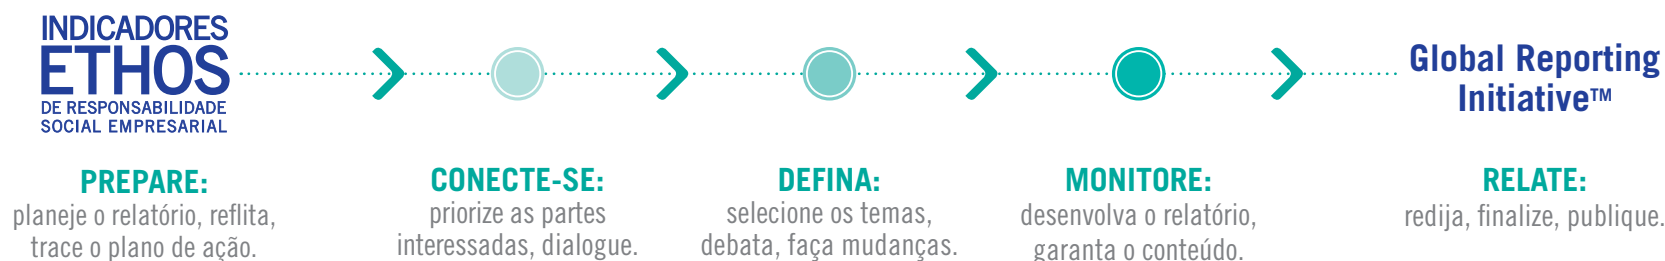 INDICADORES
ETHOS
DE RESPONSABILIDADE
SOCIAL EMPRESARIAL
Global Reporting
Initiative™
PREPARE:
planeje o relatório, reflita,
trace o plano de ação.
CONECTE-SE:
priorize as partes
interessadas, dialogue.
DEFINA:
selecione os temas,
debata, faça mudanças.
MONITORE:
desenvolva o relatório,
garanta o conteúdo.
RELATE:
redija, finalize, publique.